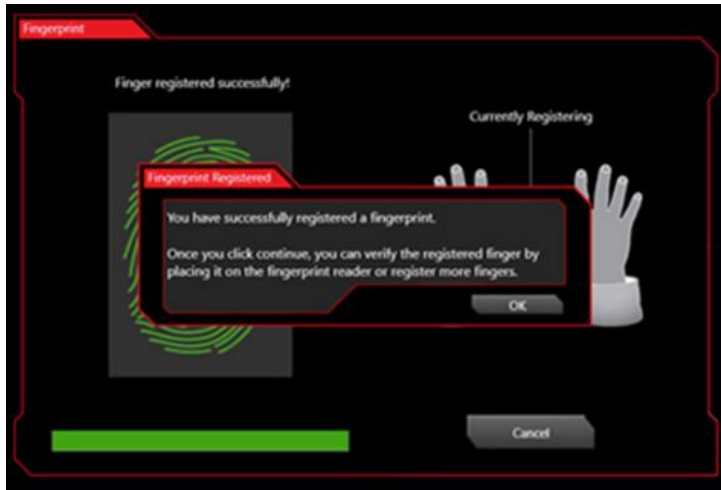 Fingerprint
Finger registered successfully!
Currently Registering
Fingerprint Registered
You have successfully registered a fingerprint.
Once you click continue, you can verify the registered finger by
placing it on the fingerprint reader or register more fingers.
OK
Cancel